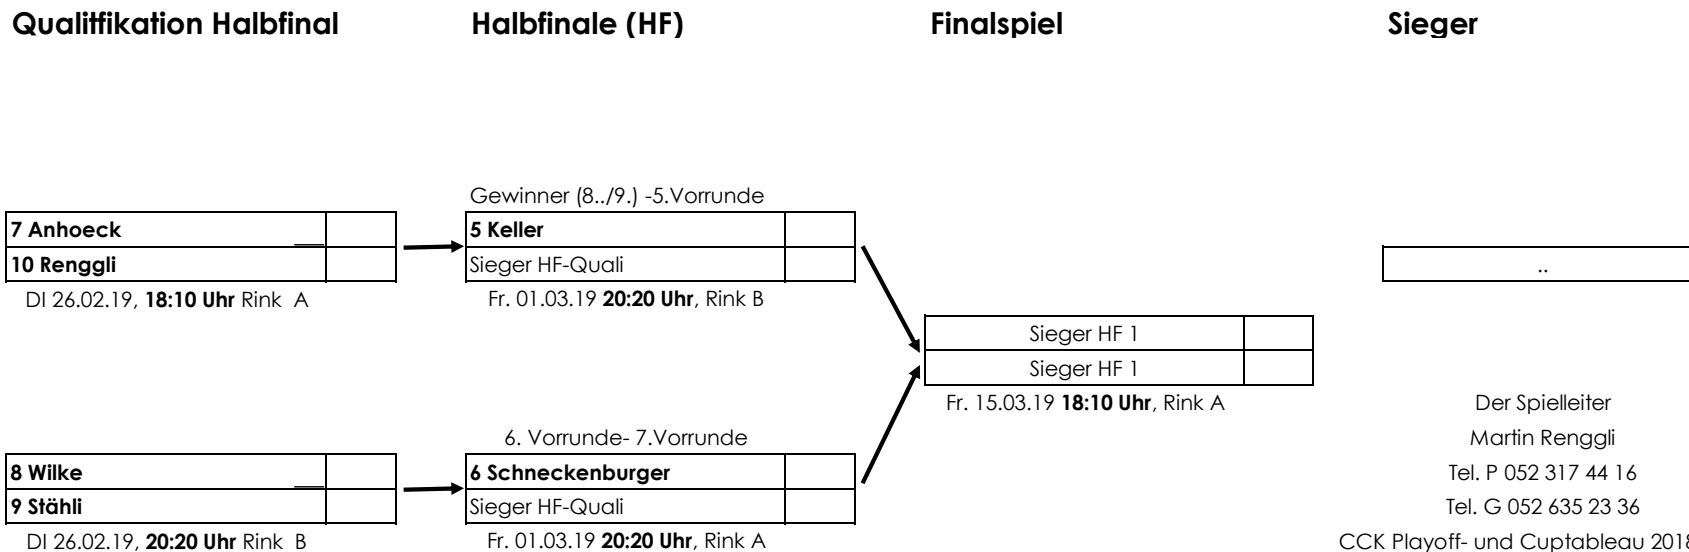 Qualitfikation Halbfinal
Halbfinale (HF)
Finalspiel
Sieger
Gewinner (8../9.) -5.Vorrunde
7 Anhoeck ___
5 Keller
10 Renggli
Sieger HF-Quali
..
DI 26.02.19, 18:10 Uhr Rink A
Fr. 01.03.19 20:20 Uhr, Rink B
Sieger HF 1
Sieger HF 1
Fr. 15.03.19 18:10 Uhr, Rink A
Der Spielleiter
6. Vorrunde- 7.Vorrunde
Martin Renggli
8 Wilke ___
6 Schneckenburger
Tel. P 052 317 44 16
9 Stähli
Sieger HF-Quali
Tel. G 052 635 23 36
DI 26.02.19, 20:20 Uhr Rink B
Fr. 01.03.19 20:20 Uhr, Rink A
CCK Playoff- und Cuptableau 2018